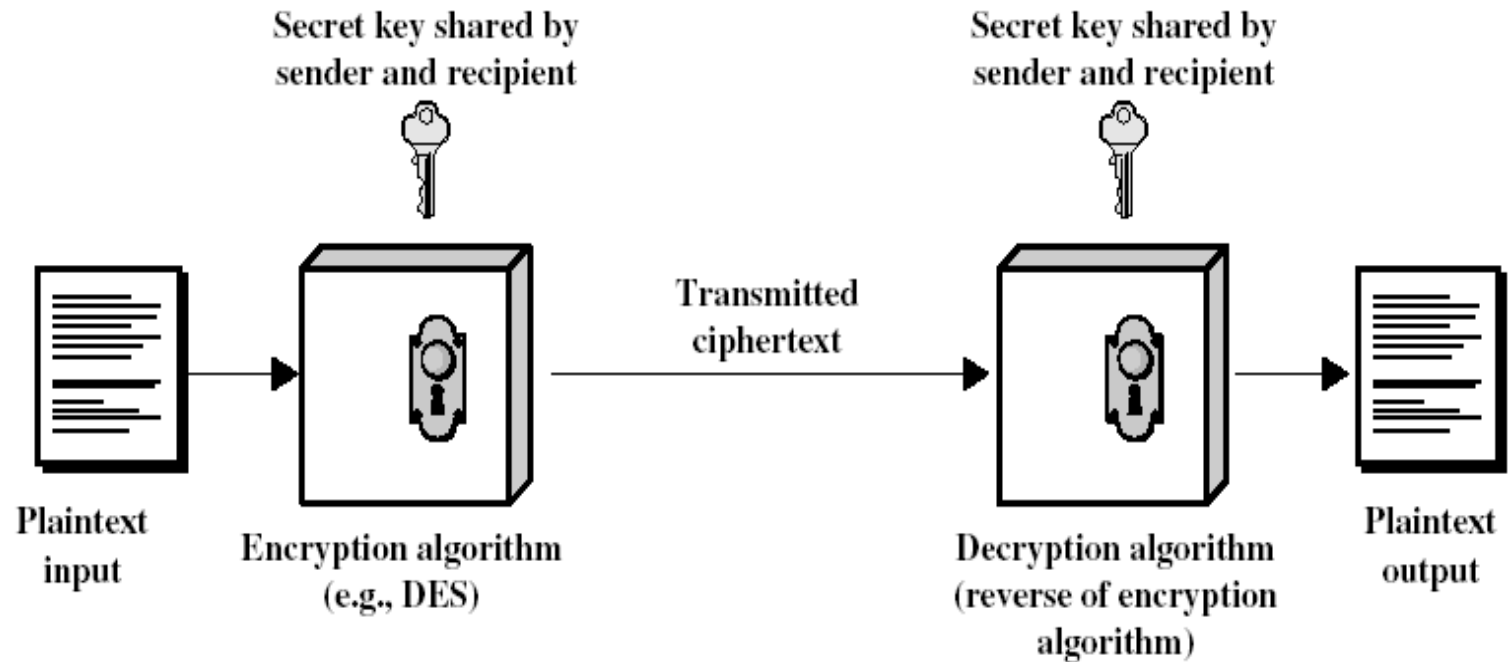 Secret key shared by
sender and recipient
Secret key shared by
sender and recipient
Transmitted
ciphertext
Plaintext
input
Encryption algorithm
(e.g., DES)
Decryption algorithm
(reverse of encryption
algorithm)
Plaintext
output